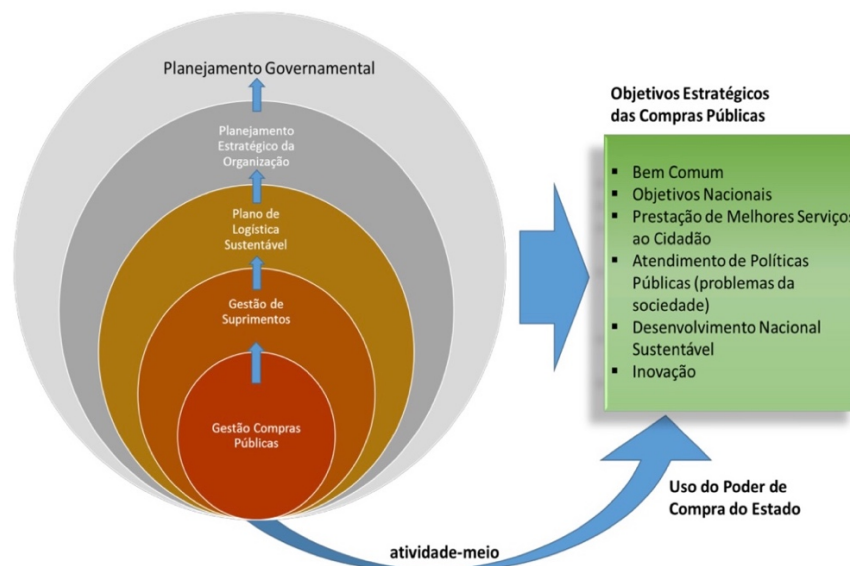 Planejamento Governamental
Planejamento
Estratégico da
Organização
Plano de
Logística
Sustentável
Gestão de
Suprimentos
Gestão Compras
Públicas
Objetivos Estratégicos
das Compras Públicas
▪ Bem Comum
▪ Objetivos Nacionais
▪ Prestação de Melhores Serviços
ao Cidadão
▪ Atendimento de Políticas
Públicas (problemas da
sociedade)
▪ Desenvolvimento Nacional
Sustentável
▪ Inovação
Uso do Poder de
Compra do Estado
atividade-meio